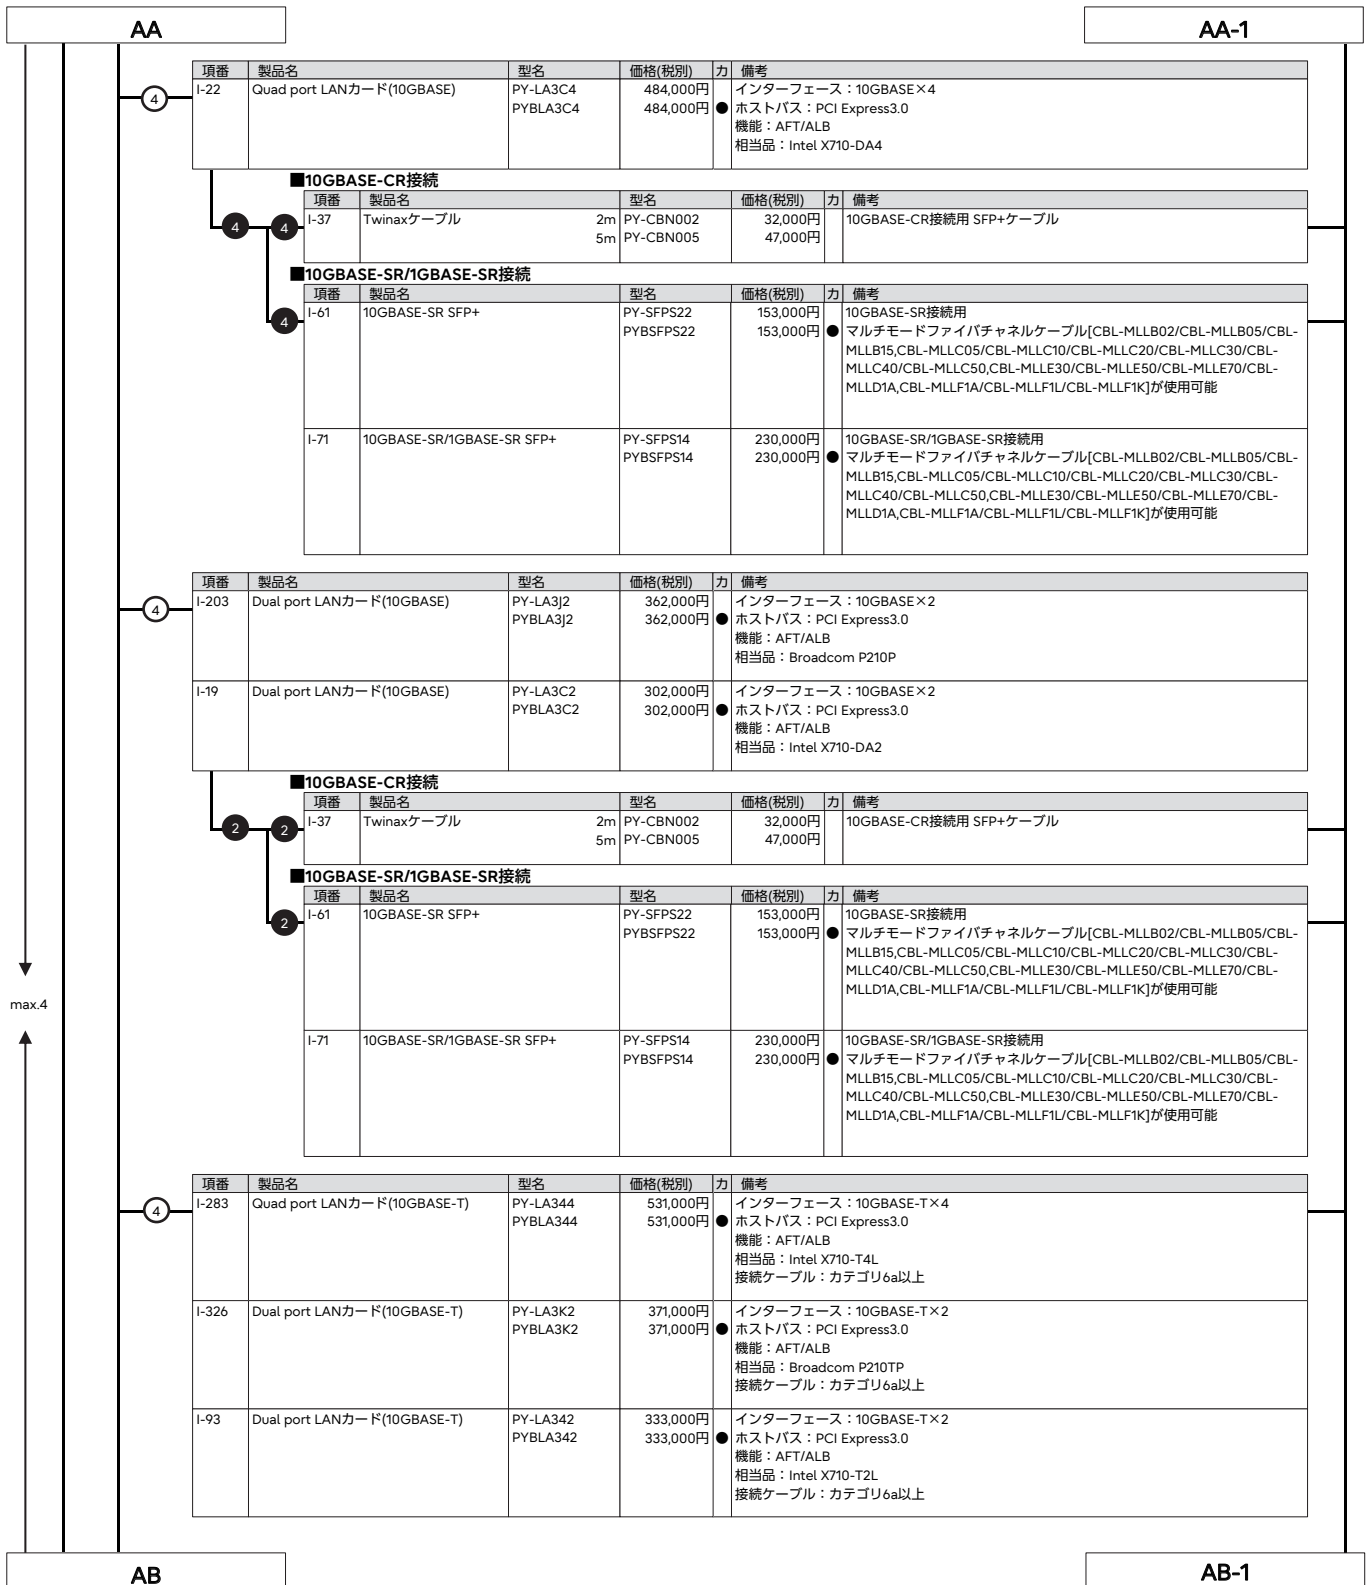 AA
AA-1
項番 製品名 型名 価格(税別) カ 備考
④ I-22 Quad port LANカード(10GBASE) PY-LA3C4 484,000円 インターフェース：10GBASE×4
PYBLA3C4 484,000円 ● ホストバス：PCI Express3.0
機能：AFT/ALB
相当品：Intel X710-DA4
■10GBASE-CR接続
項番 製品名 型名 価格(税別) カ 備考
4 4 I-37 Twinaxケーブル 2m PY-CBN002 32,000円 10GBASE-CR接続用 SFP+ケーブル
5m PY-CBN005 47,000円
■10GBASE-SR/1GBASE-SR接続
項番 製品名 型名 価格(税別) カ 備考
4 I-61 10GBASE-SR SFP+ PY-SFPS22 153,000円 10GBASE-SR接続用
PYBSFPS22 153,000円 ● マルチモードファイバチャネルケーブル[CBL-MLLB02/CBL-MLLB05/CBL-
MLLB15,CBL-MLLC05/CBL-MLLC10/CBL-MLLC20/CBL-MLLC30/CBL-
MLLC40/CBL-MLLC50,CBL-MLLE30/CBL-MLLE50/CBL-MLLE70/CBL-
MLLD1A,CBL-MLLF1A/CBL-MLLF1L/CBL-MLLF1K]が使用可能
I-71 10GBASE-SR/1GBASE-SR SFP+ PY-SFPS14 230,000円 10GBASE-SR/1GBASE-SR接続用
PYBSFPS14 230,000円 ● マルチモードファイバチャネルケーブル[CBL-MLLB02/CBL-MLLB05/CBL-
MLLB15,CBL-MLLC05/CBL-MLLC10/CBL-MLLC20/CBL-MLLC30/CBL-
MLLC40/CBL-MLLC50,CBL-MLLE30/CBL-MLLE50/CBL-MLLE70/CBL-
MLLD1A,CBL-MLLF1A/CBL-MLLF1L/CBL-MLLF1K]が使用可能
項番 製品名 型名 価格(税別) カ 備考
④ I-203 Dual port LANカード(10GBASE) PY-LA3J2 362,000円 インターフェース：10GBASE×2
PYBLA3J2 362,000円 ● ホストバス：PCI Express3.0
機能：AFT/ALB
相当品：Broadcom P210P
I-19 Dual port LANカード(10GBASE) PY-LA3C2 302,000円 インターフェース：10GBASE×2
PYBLA3C2 302,000円 ● ホストバス：PCI Express3.0
機能：AFT/ALB
相当品：Intel X710-DA2
■10GBASE-CR接続
項番 製品名 型名 価格(税別) カ 備考
2 2 I-37 Twinaxケーブル 2m PY-CBN002 32,000円 10GBASE-CR接続用 SFP+ケーブル
5m PY-CBN005 47,000円
■10GBASE-SR/1GBASE-SR接続
項番 製品名 型名 価格(税別) カ 備考
2 I-61 10GBASE-SR SFP+ PY-SFPS22 153,000円 10GBASE-SR接続用
PYBSFPS22 153,000円 ● マルチモードファイバチャネルケーブル[CBL-MLLB02/CBL-MLLB05/CBL-
MLLB15,CBL-MLLC05/CBL-MLLC10/CBL-MLLC20/CBL-MLLC30/CBL-
MLLC40/CBL-MLLC50,CBL-MLLE30/CBL-MLLE50/CBL-MLLE70/CBL-
MLLD1A,CBL-MLLF1A/CBL-MLLF1L/CBL-MLLF1K]が使用可能
max.4
I-71 10GBASE-SR/1GBASE-SR SFP+ PY-SFPS14 230,000円 10GBASE-SR/1GBASE-SR接続用
PYBSFPS14 230,000円 ● マルチモードファイバチャネルケーブル[CBL-MLLB02/CBL-MLLB05/CBL-
MLLB15,CBL-MLLC05/CBL-MLLC10/CBL-MLLC20/CBL-MLLC30/CBL-
MLLC40/CBL-MLLC50,CBL-MLLE30/CBL-MLLE50/CBL-MLLE70/CBL-
MLLD1A,CBL-MLLF1A/CBL-MLLF1L/CBL-MLLF1K]が使用可能
項番 製品名 型名 価格(税別) カ 備考
④ I-283 Quad port LANカード(10GBASE-T) PY-LA344 531,000円 インターフェース：10GBASE-T×4
PYBLA344 531,000円 ● ホストバス：PCI Express3.0
機能：AFT/ALB
相当品：Intel X710-T4L
接続ケーブル：カテゴリ6a以上
I-326 Dual port LANカード(10GBASE-T) PY-LA3K2 371,000円 インターフェース：10GBASE-T×2
PYBLA3K2 371,000円 ● ホストバス：PCI Express3.0
機能：AFT/ALB
相当品：Broadcom P210TP
接続ケーブル：カテゴリ6a以上
I-93 Dual port LANカード(10GBASE-T) PY-LA342 333,000円 インターフェース：10GBASE-T×2
PYBLA342 333,000円 ● ホストバス：PCI Express3.0
機能：AFT/ALB
相当品：Intel X710-T2L
接続ケーブル：カテゴリ6a以上
AB
AB-1